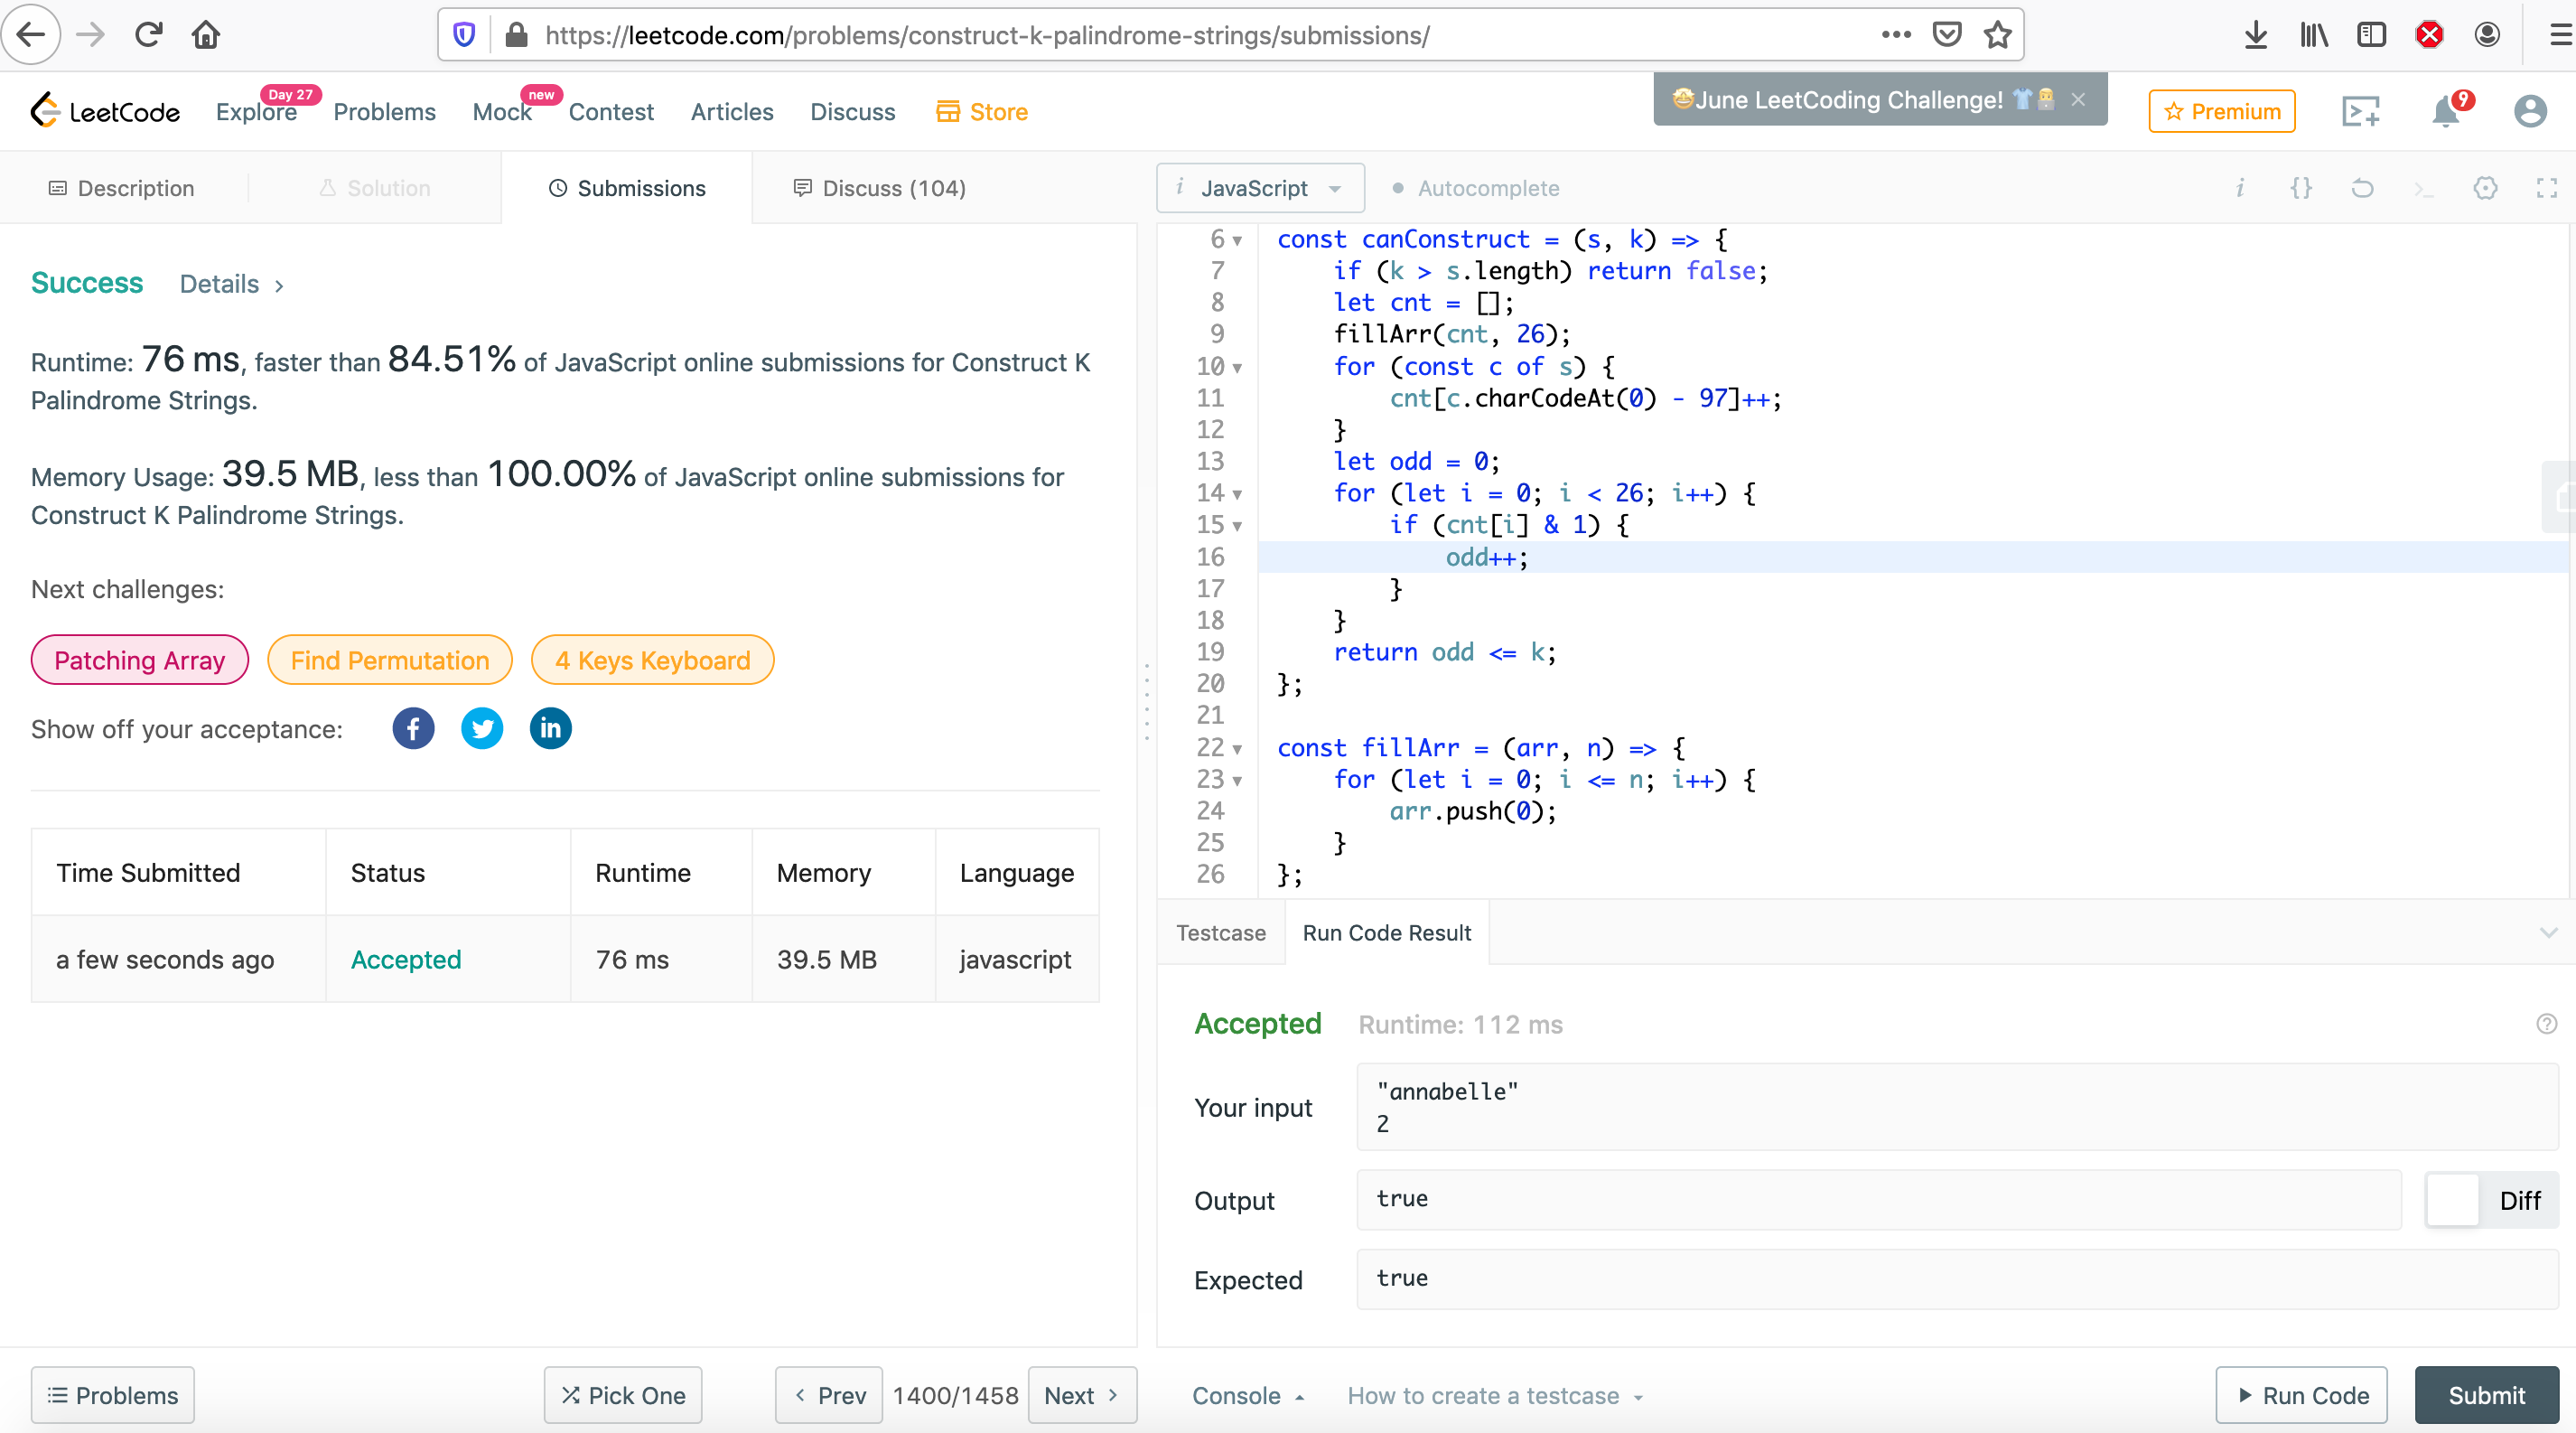 https://leetcode.com/problems/construct-k-palindrome-strings/submissions/
LeetCode
Explore
Day 27
Problems
Mock
new
Contest
Articles
Discuss
Store
🤩June LeetCoding Challenge! 👕👨‍💻 ×
Premium
9
Description
Solution
Submissions
Discuss (104)
Success Details >
Runtime: 76 ms, faster than 84.51% of JavaScript online submissions for Construct K
Palindrome Strings.
Memory Usage: 39.5 MB, less than 100.00% of JavaScript online submissions for
Construct K Palindrome Strings.
Next challenges:
Patching Array
Find Permutation
4 Keys Keyboard
Show off your acceptance:
Time Submitted Status Runtime Memory Language
a few seconds ago Accepted 76 ms 39.5 MB javascript
Problems
Pick One
Prev
1400/1458
Next
i JavaScript
Autocomplete
i {}
6 const canConstruct = (s, k) => {
7     if (k > s.length) return false;
8     let cnt = [];
9     fillArr(cnt, 26);
10     for (const c of s) {
11         cnt[c.charCodeAt(0) - 97]++;
12     }
13     let odd = 0;
14     for (let i = 0; i < 26; i++) {
15         if (cnt[i] & 1) {
16             odd++;
17         }
18     }
19     return odd <= k;
20 };
21
22 const fillArr = (arr, n) => {
23     for (let i = 0; i <= n; i++) {
24         arr.push(0);
25     }
26 };
Testcase
Run Code Result
Accepted Runtime: 112 ms
Your input
"annabelle"
2
Output
true
Diff
Expected
true
Console
How to create a testcase
Run Code
Submit